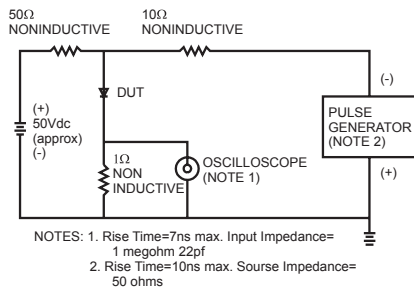 50Ω
NONINDUCTIVE
10Ω
NONINDUCTIVE
DUT
(+)
50Vdc
(approx)
(-)
1Ω
NON
INDUCTIVE
OSCILLOSCOPE
(NOTE 1)
(-)
PULSE
GENERATOR
(NOTE 2)
(+)
NOTES: 1. Rise Time=7ns max. Input Impedance=
1 megohm 22pf
2. Rise Time=10ns max. Sourse Impedance=
50 ohms